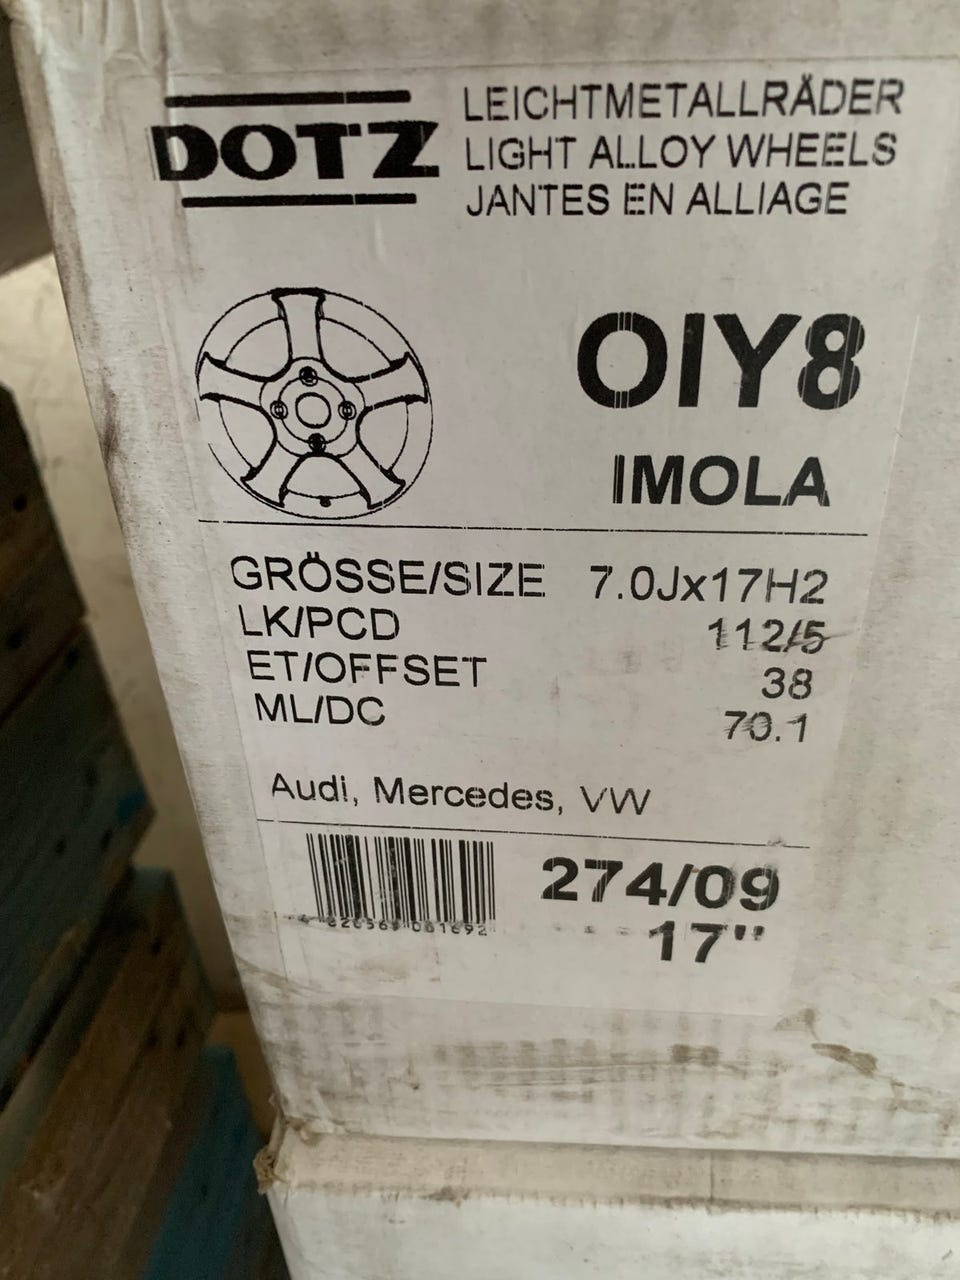 DOTZ
LEICHTMETALLRÄDER
LIGHT ALLOY WHEELS
JANTES EN ALLIAGE
OIY8
IMOLA
GRÖSSE/SIZE 7.0Jx17H2
LK/PCD 112/5
ET/OFFSET 38
ML/DC 70.1
Audi, Mercedes, VW
274/09
17"